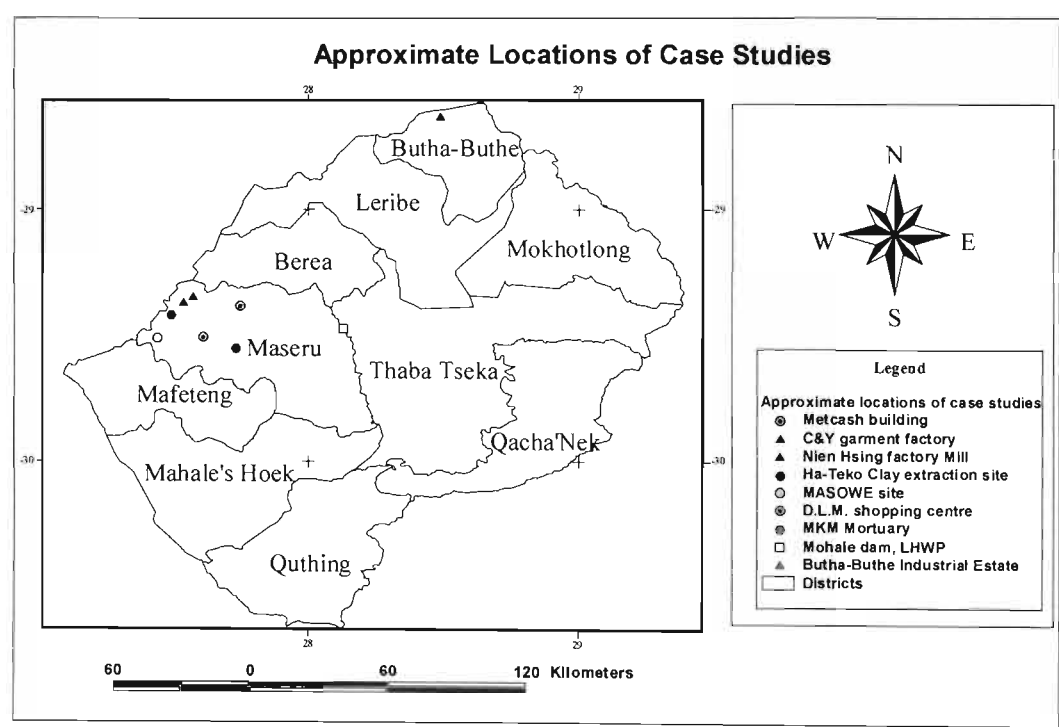 Approximate Locations of Case Studies
28 29
Butha-Buthe
Leribe
-29 -29
Mokhotlong
Berea
Maseru
Thaba Tseka
Mafeteng
Qacha'Nek
-30 -30
Mahale's Hoek
Quthing
28 29
60 0 60 120 Kilometers
N
W E
S
Legend
Approximate locations of case studies
Metcash building
C&Y garment factory
Nien Hsing factory Mill
Ha-Teko Clay extraction site
MASOWE site
D.L.M. shopping centre
MKM Mortuary
Mohale dam, LHWP
Butha-Buthe Industrial Estate
Districts